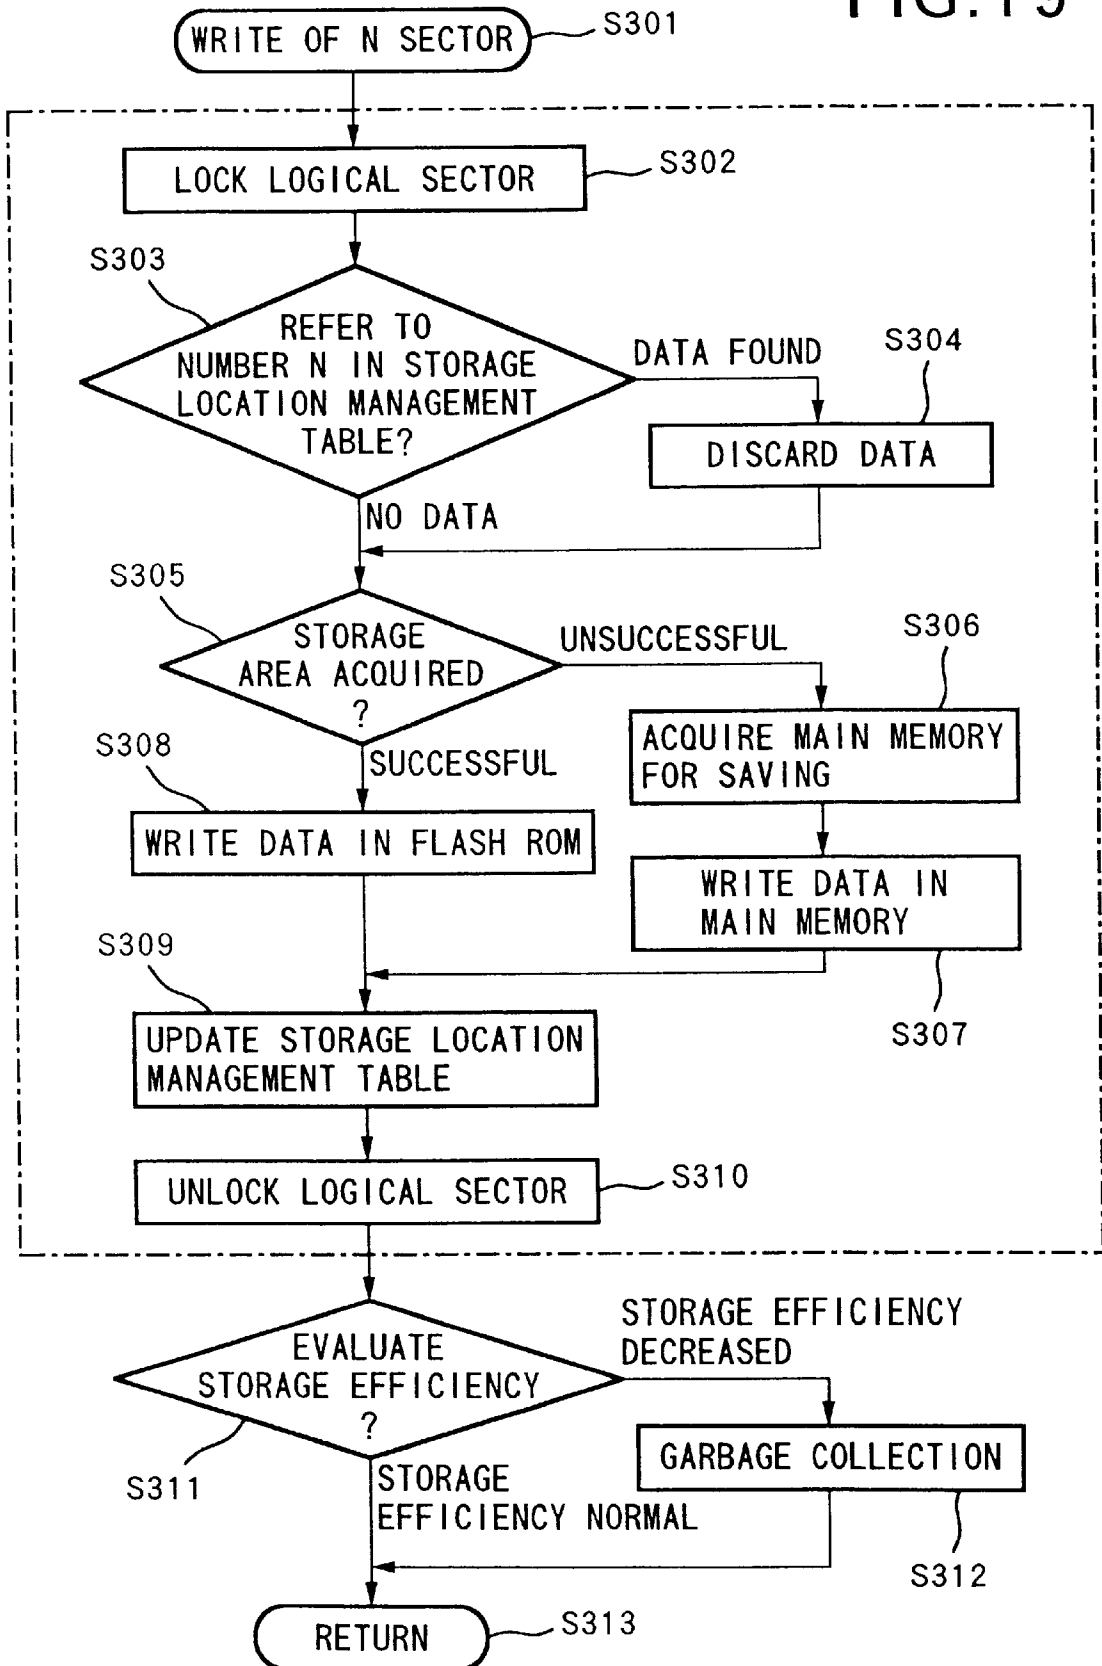 FIG.19
WRITE OF N SECTOR
S301
LOCK LOGICAL SECTOR
S302
S303
REFER TO
NUMBER N IN STORAGE
LOCATION MANAGEMENT
TABLE?
DATA FOUND
S304
DISCARD DATA
NO DATA
S305
STORAGE
AREA ACQUIRED
?
UNSUCCESSFUL
S306
ACQUIRE MAIN MEMORY
FOR SAVING
S308
SUCCESSFUL
WRITE DATA IN FLASH ROM
WRITE DATA IN
MAIN MEMORY
S307
S309
UPDATE STORAGE LOCATION
MANAGEMENT TABLE
UNLOCK LOGICAL SECTOR
S310
EVALUATE
STORAGE EFFICIENCY
?
S311
STORAGE EFFICIENCY
DECREASED
GARBAGE COLLECTION
S312
STORAGE
EFFICIENCY NORMAL
RETURN
S313